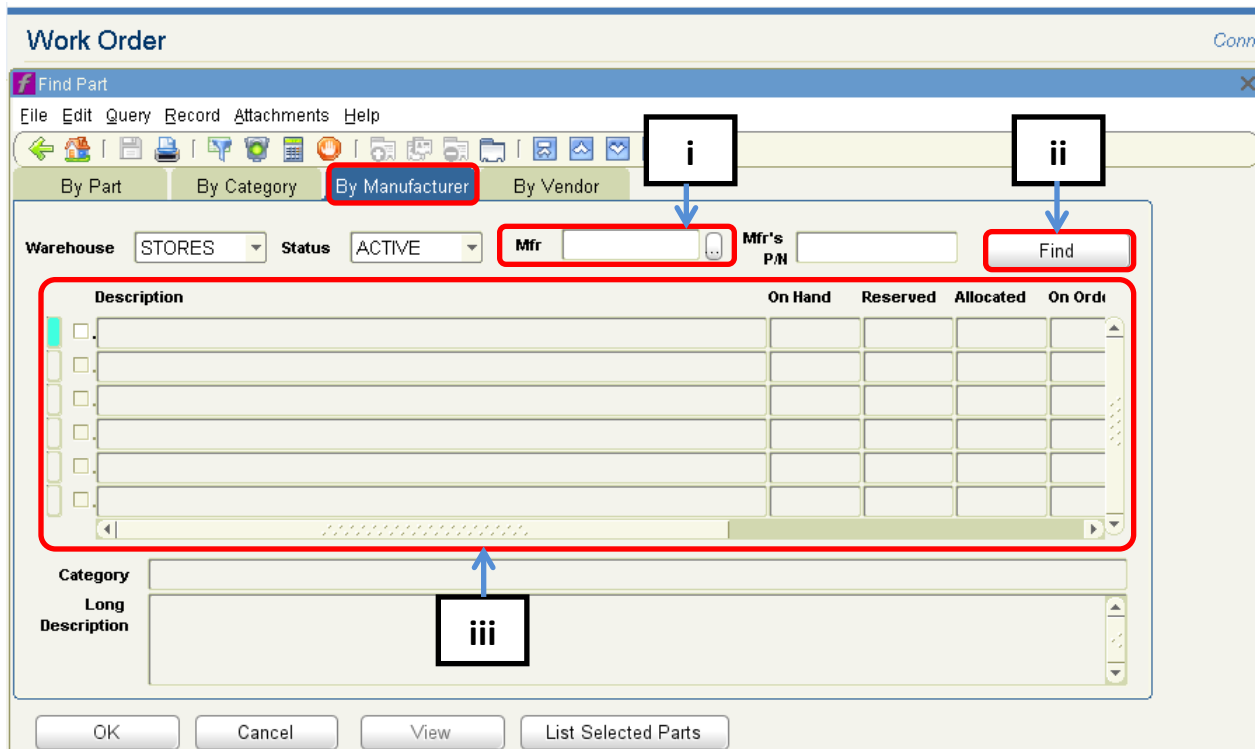 Work Order Conn
Find Part
File Edit Query Record Attachments Help
i ii
By Part By Category By Manufacturer By Vendor
Warehouse STORES Status ACTIVE Mfr .. Mfr's P/N Find
Description On Hand Reserved Allocated On Orde
Category
Long
Description
iii
OK Cancel View List Selected Parts